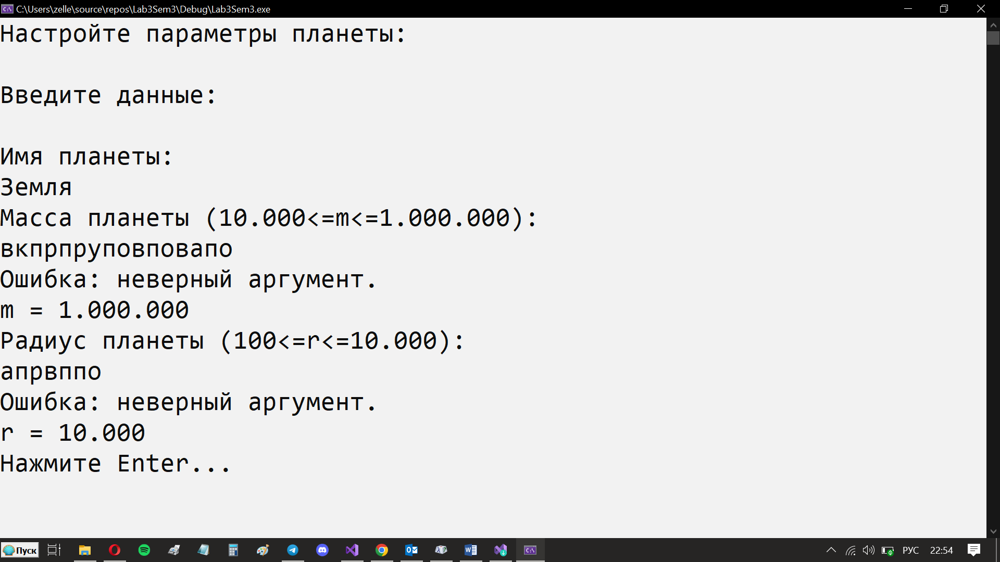 C:\Users\zelle\source\repos\Lab3Sem3\Debug\Lab3Sem3.exe
Настройте параметры планеты:
Введите данные:
Имя планеты:
Земля
Масса планеты (10.000<=m<=1.000.000):
вкпрпруповповапо
Ошибка: неверный аргумент.
m = 1.000.000
Радиус планеты (100<=r<=10.000):
апрвппо
Ошибка: неверный аргумент.
r = 10.000
Нажмите Enter...
Пуск
РУС
22:54